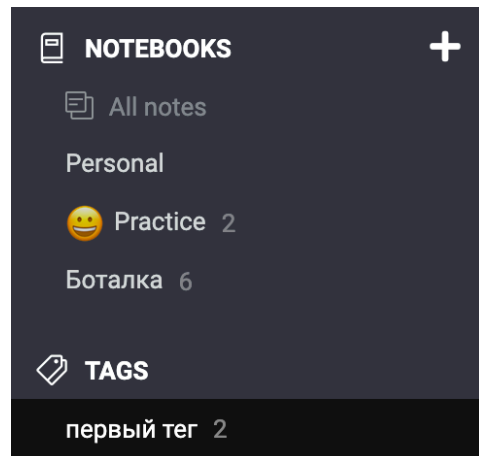 NOTEBOOKS
All notes
Personal
😀 Practice 2
Боталка 6
TAGS
первый тег 2